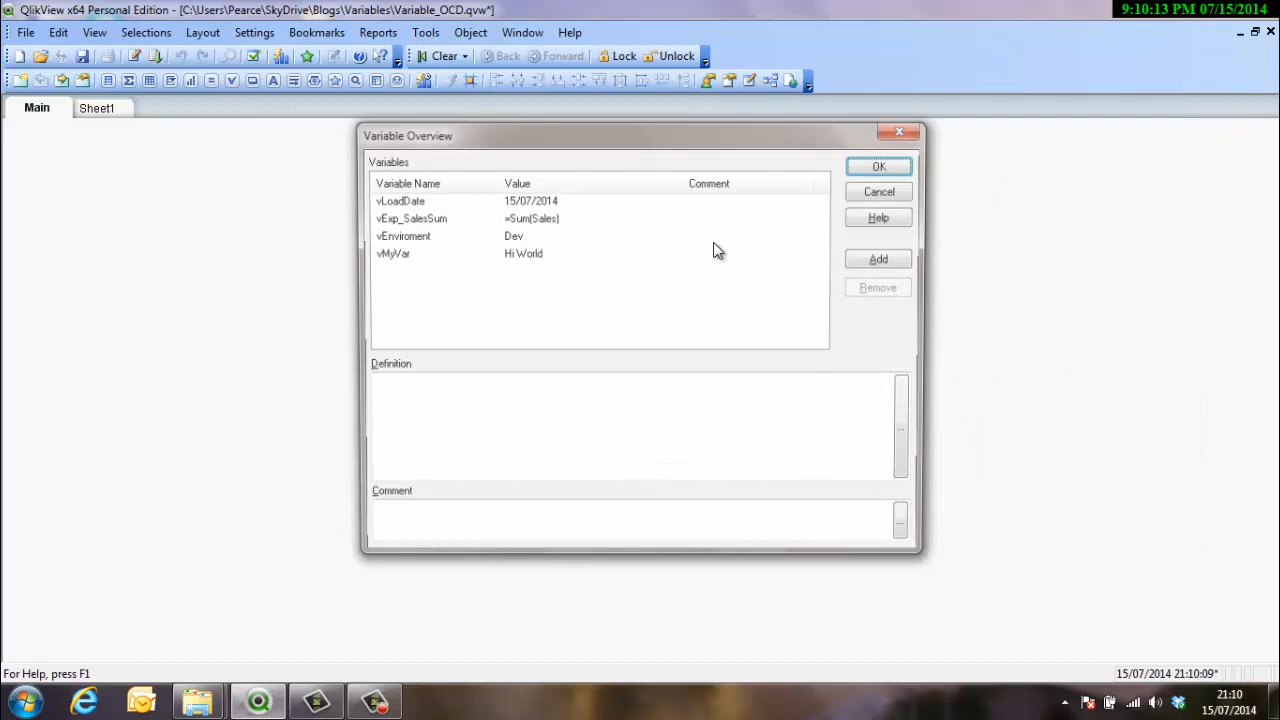 QlikView x64 Personal Edition - [C:\Users\Pearce\SkyDrive\Blogs\Variables\Variable_OCD.qvw*]
9:10:13 PM 07/15/2014
File Edit View Selections Layout Settings Bookmarks Reports Tools Object Window Help
Clear Back Forward Lock Unlock
Main Sheet1
Variable Overview
Variables
Variable Name Value Comment
vLoadDate 15/07/2014
vExp_SalesSum =Sum(Sales)
vEnviroment Dev
vMyVar Hi World
OK
Cancel
Help
Add
Remove
Definition
...
Comment
...
For Help, press F1
15/07/2014 21:10:09*
21:10
15/07/2014